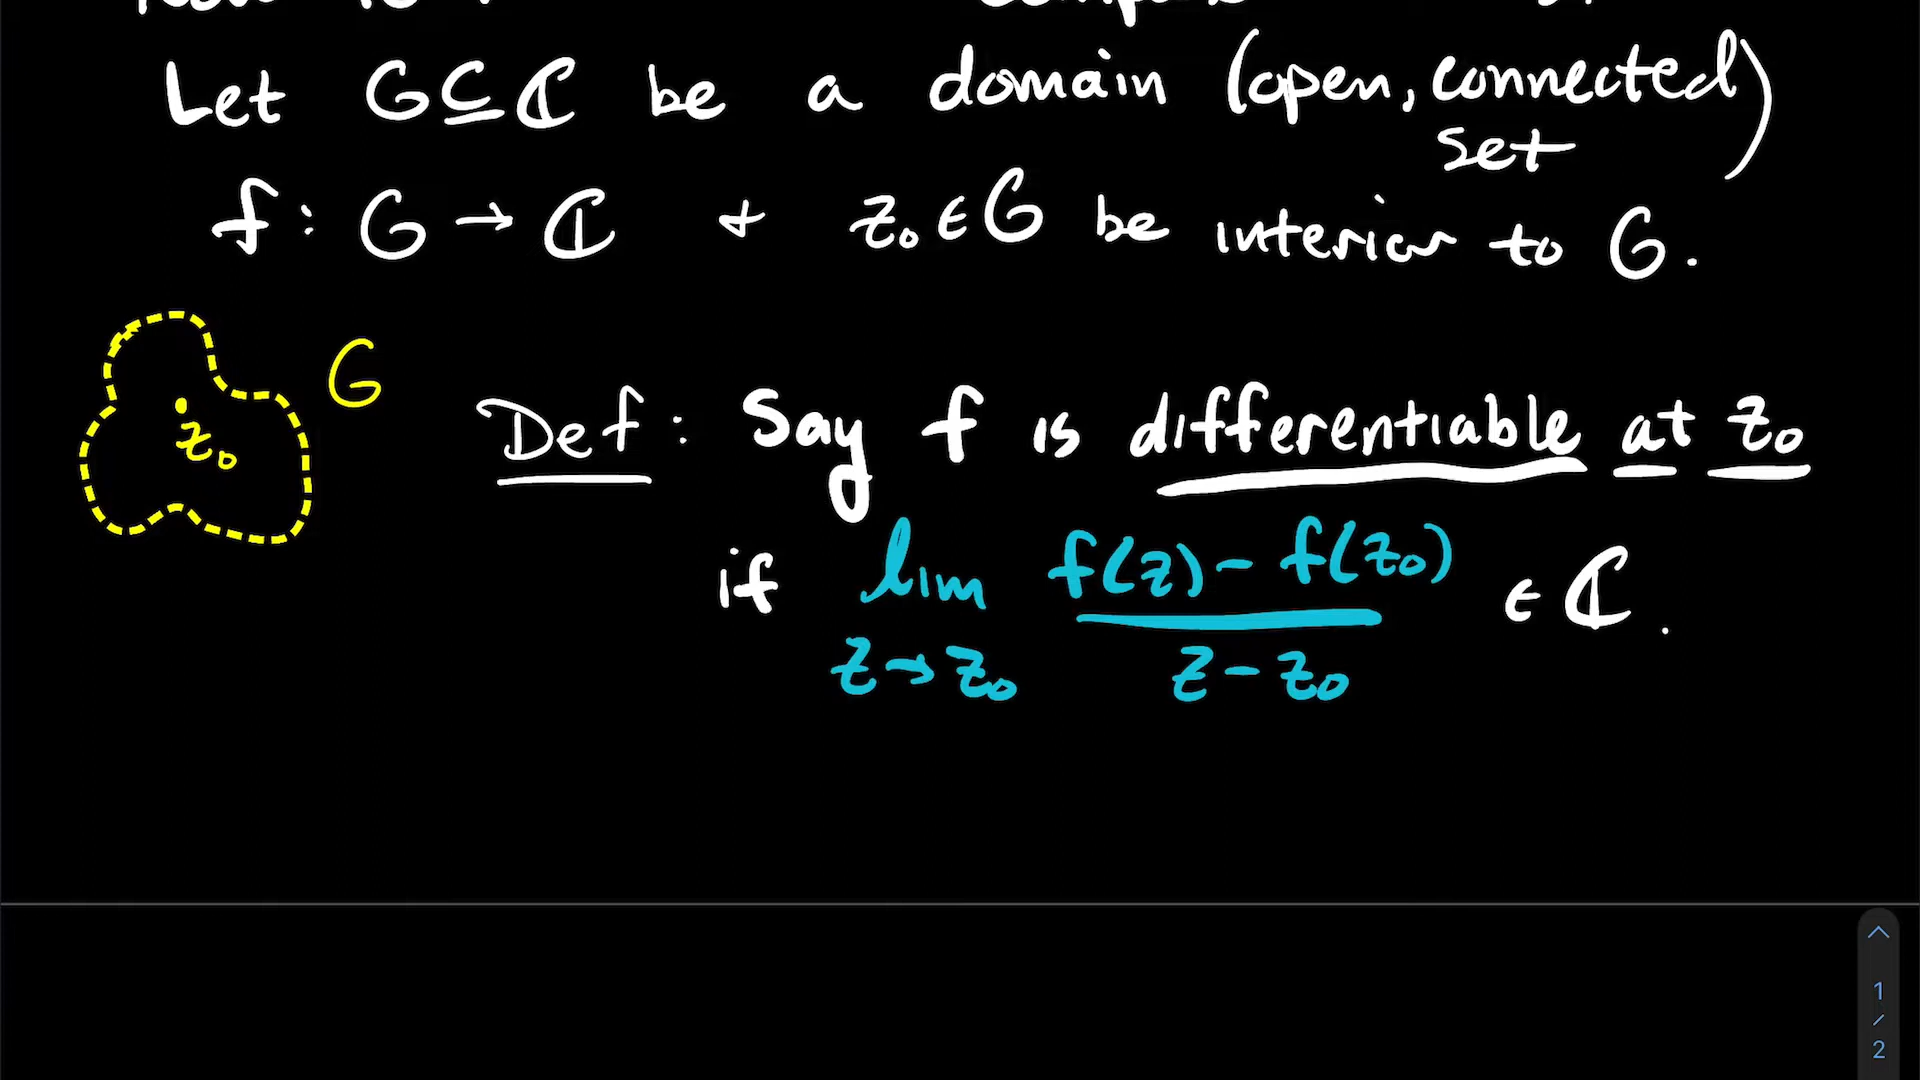 Let G ⊆ ℂ be a domain (open, connected set)
f : G → ℂ + z₀ ∈ G be interior to G.
G
z₀
Def : Say f is differentiable at z₀
if lim z→z₀ f(z) - f(z₀) / z - z₀ ∈ ℂ.
1
/
2